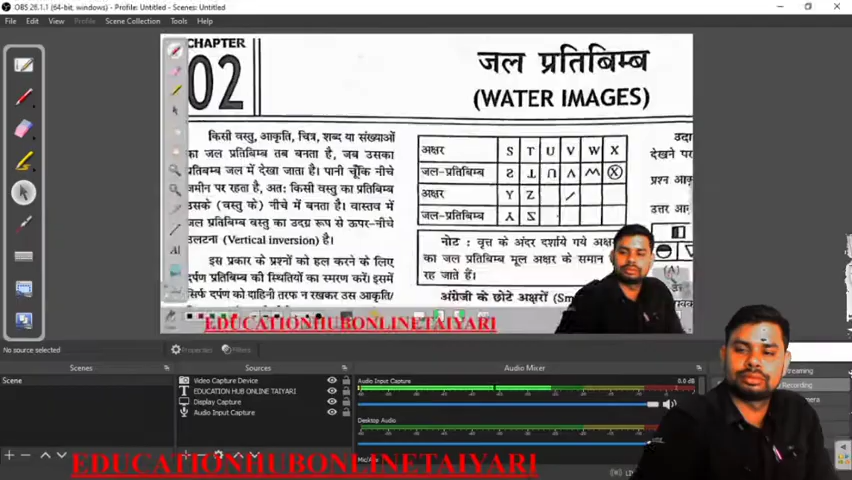 OBS 26.1.1 (64-bit, windows) - Profile: Untitled - Scenes: Untitled
File Edit View Profile Scene Collection Tools Help
CHAPTER
02
जल प्रतिबिम्ब
(WATER IMAGES)
किसी वस्तु, आकृति, चित्र, शब्द या संख्याओं
का जल प्रतिबिम्ब तब बनता है, जब उसका
प्रतिबिम्ब जल में देखा जाता है। पानी चूँकि नीचे
जमीन पर रहता है, अतः किसी वस्तु का प्रतिबिम्ब
उसके (वस्तु के) नीचे में बनता है। वास्तव में
जल प्रतिबिम्ब वस्तु का उदग्र रूप से ऊपर-नीचे
उलटना (Vertical inversion) है।
इस प्रकार के प्रश्नों को हल करने के लिए
दर्पण प्रतिबिम्ब की स्थितियों का स्मरण करें। इसमें
सिर्फ दर्पण को दाहिनी तरफ न रखकर उस आकृति/
अक्षर S T U V W X
जल-प्रतिबिम्ब
अक्षर Y Z
जल-प्रतिबिम्ब
नोट : वृत्त के अंदर दर्शाये गये
का जल प्रतिबिम्ब मूल अक्षर के समान
रह जाते हैं।
अंग्रेजी के छोटे अक्षरों
देखने पर
(A)
EDUCATIONHUBONLINETAIYARI
No source selected
Properties Filters
Scenes
Scene
Sources
Video Capture Device
EDUCATION HUB ONLINE TAIYARI
Display Capture
Audio Input Capture
Audio Mixer
Audio Input Capture 0.0 dB
Desktop Audio
EDUCATIONHUBONLINETAIYARI